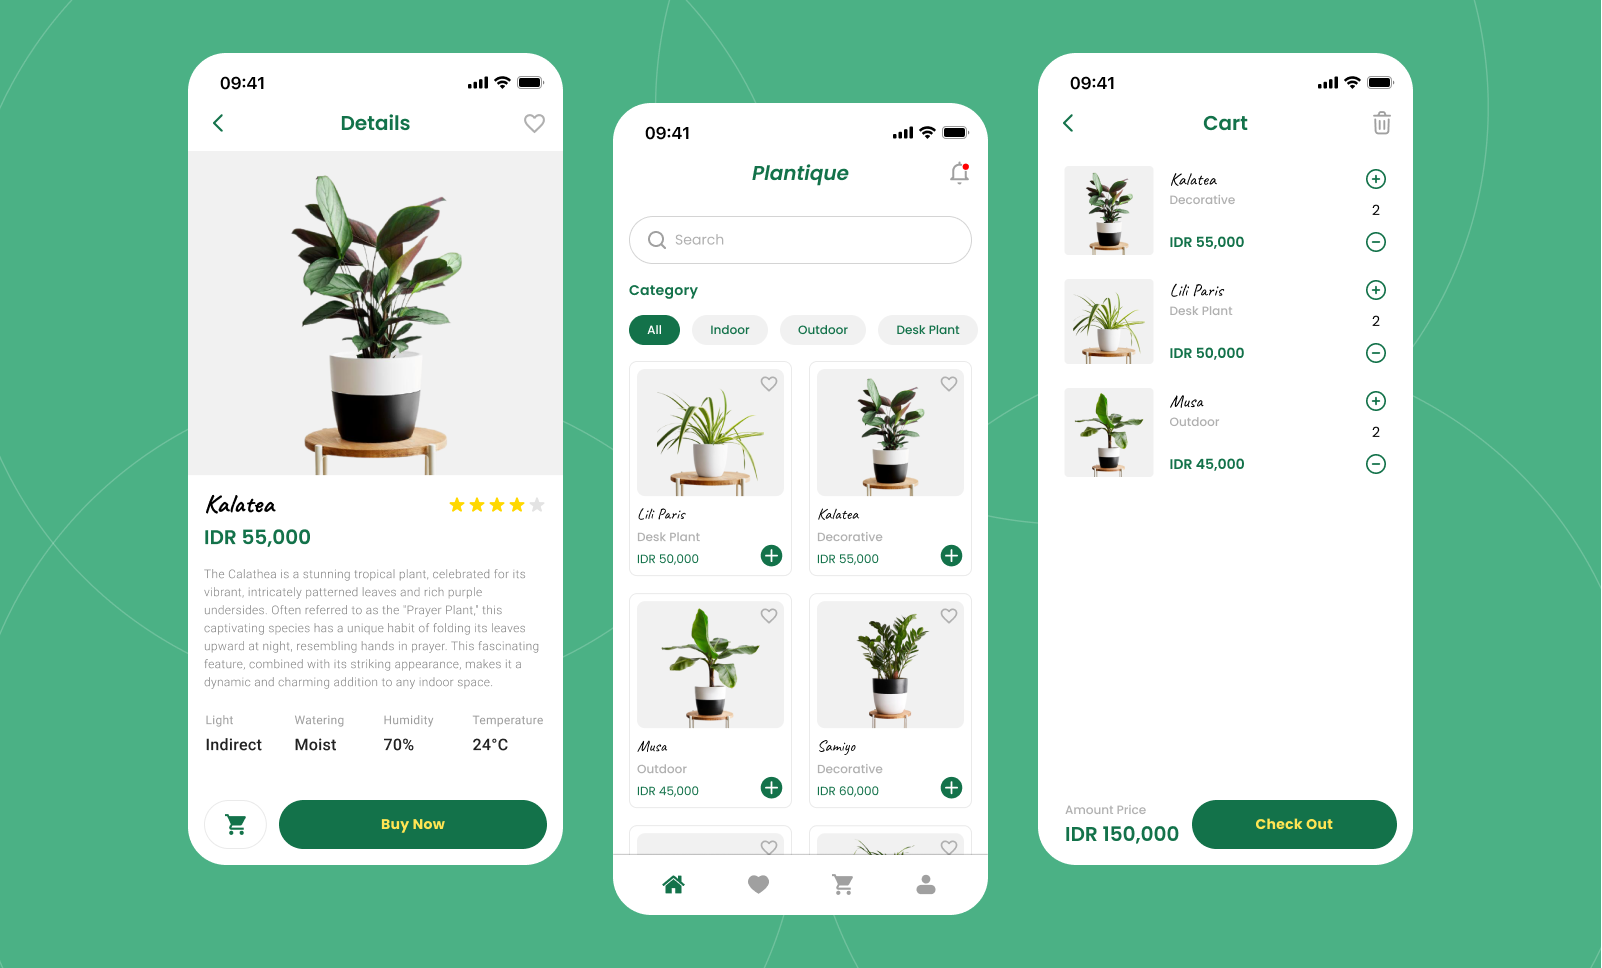 09:41
Details
Kalatea
IDR 55,000
The Calathea is a stunning tropical plant, celebrated for its
vibrant, intricately patterned leaves and rich purple
undersides. Often referred to as the "Prayer Plant," this
captivating species has a unique habit of folding its leaves
upward at night, resembling hands in prayer. This fascinating
feature, combined with its striking appearance, makes it a
dynamic and charming addition to any indoor space.
Light Watering Humidity Temperature
Indirect Moist 70% 24°C
Buy Now
09:41
Plantique
Search
Category
All Indoor Outdoor Desk Plant
Lili Paris
Desk Plant
IDR 50,000
Kalatea
Decorative
IDR 55,000
Musa
Outdoor
IDR 45,000
Samiyo
Decorative
IDR 60,000
09:41
Cart
Kalatea
Decorative
2
IDR 55,000
Lili Paris
Desk Plant
2
IDR 50,000
Musa
Outdoor
2
IDR 45,000
Amount Price
IDR 150,000
Check Out